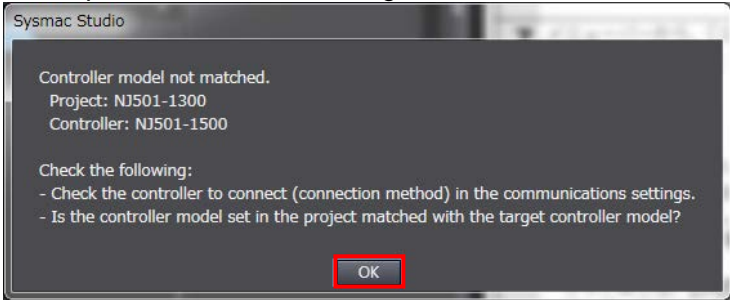 Sysmac Studio
Controller model not matched.
Project: NJ501-1300
Controller: NJ501-1500
Check the following:
- Check the controller to connect (connection method) in the communications settings.
- Is the controller model set in the project matched with the target controller model?
OK